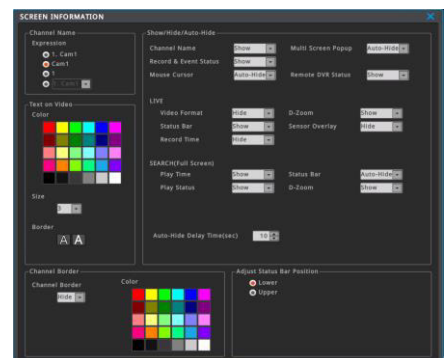 SCREEN INFORMATION
Channel Name
Expression
1. Cam1
Cam1
1
Text on Video
Color
Size
3
Border
A A
Show/Hide/Auto-Hide
Channel Name Show Multi Screen Popup Auto-Hide
Record & Event Status Show
Mouse Cursor Auto-Hide Remote DVR Status Show
LIVE
Video Format Hide D-Zoom Show
Status Bar Show Sensor Overlay Hide
Record Time Hide
SEARCH(Full Screen)
Play Time Show Status Bar Auto-Hide
Play Status Show D-Zoom Show
Auto-Hide Delay Time(sec) 10
Channel Border
Channel Border
Hide
Color
Adjust Status Bar Position
Lower
Upper